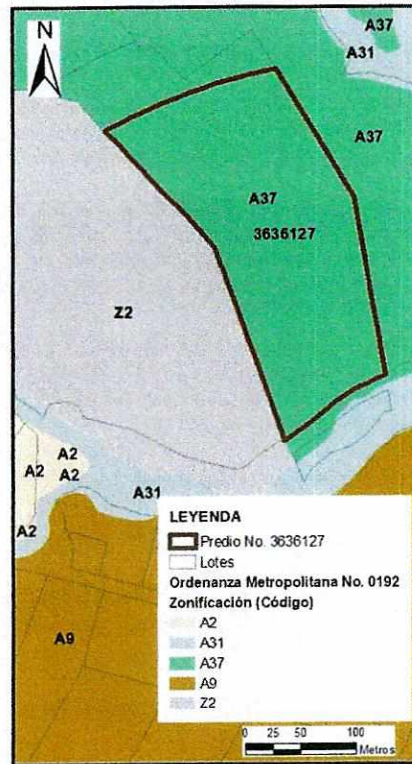 N
A37
A31
A37
A37
3636127
Z2
A2
A2
A2
A31
A2
A9
LEYENDA
Predio No. 3636127
Lotes
Ordenanza Metropolitana No. 0192
Zonificación (Código)
A2
A31
A37
A9
Z2
0 25 50 100
Metros